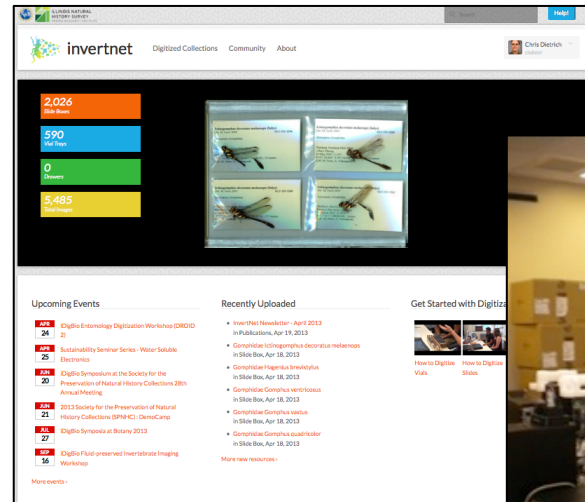 ILLINOIS NATURAL
HISTORY SURVEY
Search
Help!
invertnet
Digitized Collections Community About
Chris Dietrich
2,026
Slide Boxes
590
Vial Trays
0
Drawers
5,485
Total Images
Upcoming Events
APR 24
iDigBio Entomology Digitization Workshop (DROID
2)
APR 25
Sustainability Seminar Series - Water Soluble
Electronics
JUN 20
iDigBio Symposium at the Society for the
Preservation of Natural History Collections 28th
Annual Meeting
JUN 21
2013 Society for the Preservation of Natural
History Collections (SPNHC) : DemoCamp
JUL 27
iDigBio Symposia at Botany 2013
SEP 16
iDigBio Fluid-preserved Invertebrate Imaging
Workshop
More events ›
Recently Uploaded
InvertNet Newsletter - April 2013
in Publications, Apr 19, 2013
Gomphidae Ictinogomphus decoratus melaenops
in Slide Box, Apr 18, 2013
Gomphidae Hagenius brevistylus
in Slide Box, Apr 18, 2013
Gomphidae Gomphus ventricosus
in Slide Box, Apr 18, 2013
Gomphidae Gomphus vastus
in Slide Box, Apr 18, 2013
Gomphidae Gomphus quadricolor
in Slide Box, Apr 18, 2013
More new resources ›
Get Started with Digitiz
How to Digitize
Vials
How to Digitize
Slides